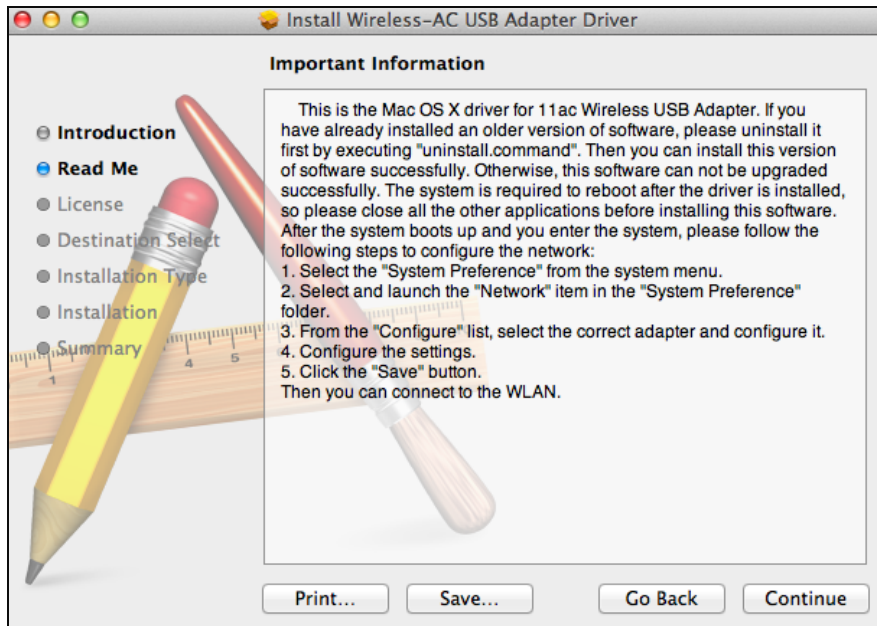 Install Wireless-AC USB Adapter Driver
Important Information
Introduction
Read Me
License
Destination Select
Installation Type
Installation
Summary
This is the Mac OS X driver for 11ac Wireless USB Adapter. If you
have already installed an older version of software, please uninstall it
first by executing "uninstall.command". Then you can install this version
of software successfully. Otherwise, this software can not be upgraded
successfully. The system is required to reboot after the driver is installed,
so please close all the other applications before installing this software.
After the system boots up and you enter the system, please follow the
following steps to configure the network:
1. Select the "System Preference" from the system menu.
2. Select and launch the "Network" item in the "System Preference"
folder.
3. From the "Configure" list, select the correct adapter and configure it.
4. Configure the settings.
5. Click the "Save" button.
Then you can connect to the WLAN.
1 4 5
Print... Save... Go Back Continue